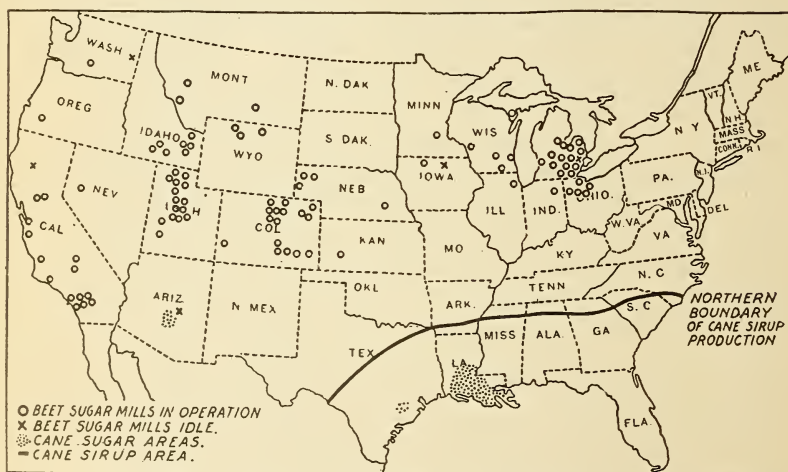 WASH
MONT
N. DAK
MINN
ME
OREG
IDAHO
WYO
S DAK.
WIS
N Y
VT.
N.H.
MASS
CONN.
R I
NEV
NEB
IOWA
PA.
N.J.
CAL
COL
KAN
ILL
IND.
OHIO.
W.VA.
MD
DEL
VA
MO
KY
ARIZ
N MEX
OKL
ARK.
TENN
N. C
S. C
NORTHERN
BOUNDARY
OF CANE SIRUP
PRODUCTION
TEX
LA.
MISS
ALA.
GA
FLA.
BEET SUGAR MILLS IN OPERATION
BEET SUGAR MILLS IDLE.
CANE SUGAR AREAS.
CANE SIRUP AREA.